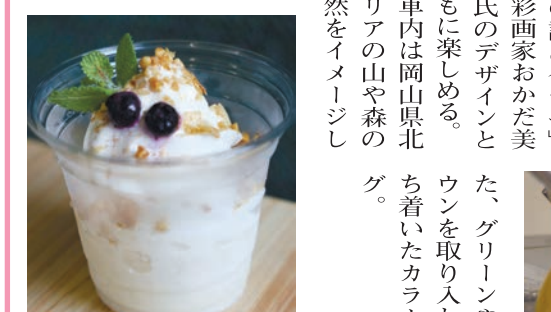 彩画家おかだ美
氏のデザインと
もに楽しめる。
車内は岡山県北
リアの山や森の
然をイメージし
た、グリーン
ウンを取り入れ
ち着いたカラ
グ。